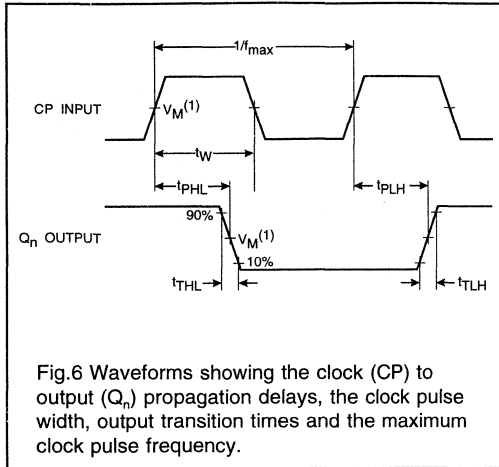 1/fmax
CP INPUT
VM(1)
tW
tPHL
tPLH
90%
Qn OUTPUT
VM(1)
10%
tTHL
tTLH
Fig.6 Waveforms showing the clock (CP) to
output (Qn) propagation delays, the clock pulse
width, output transition times and the maximum
clock pulse frequency.